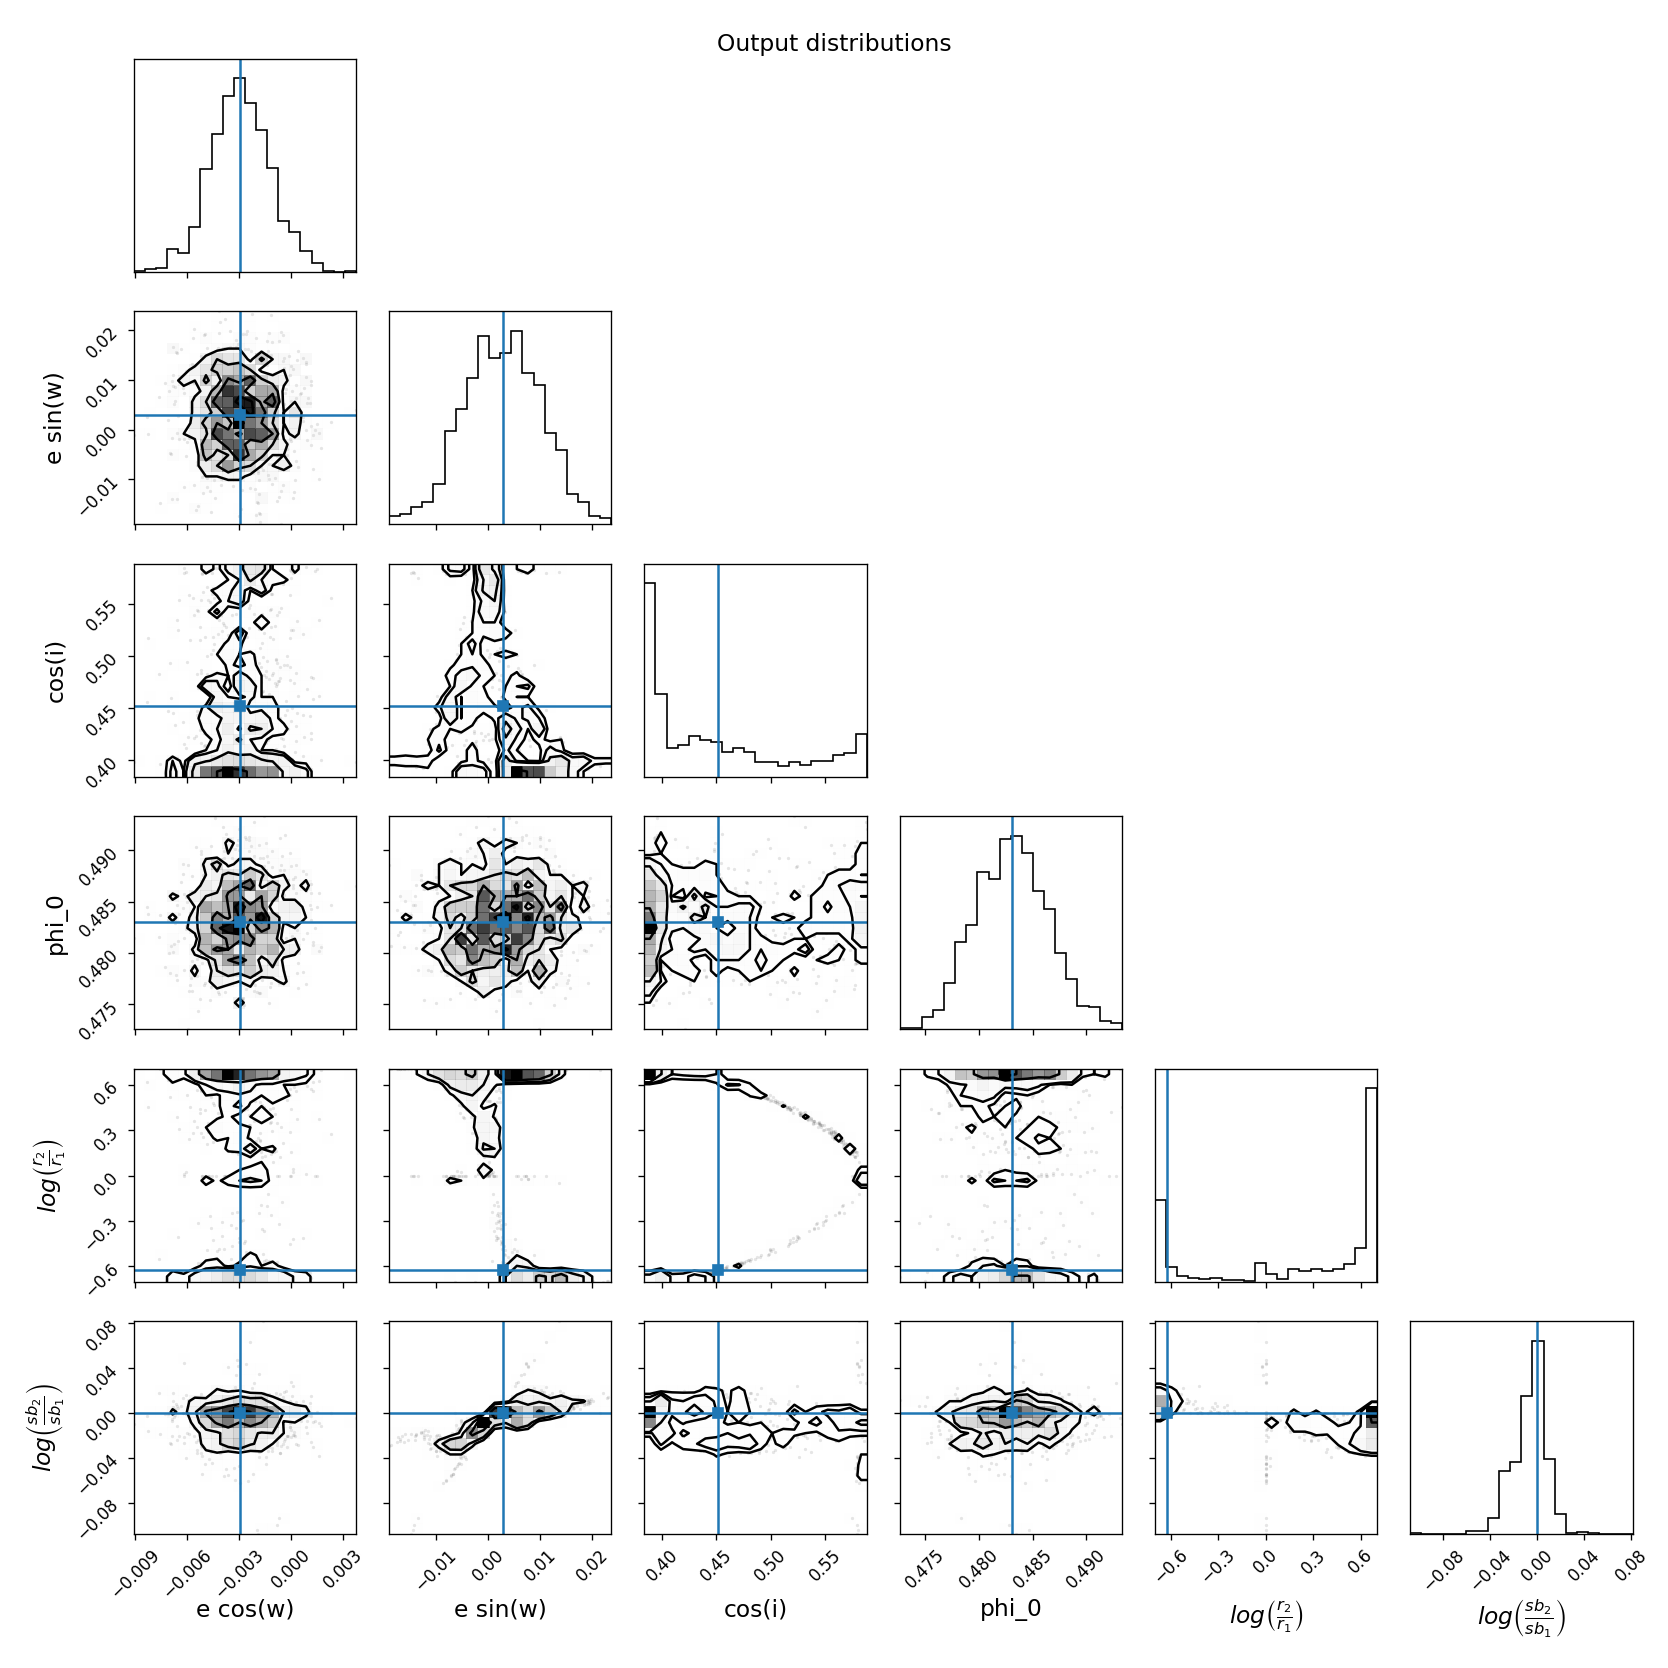 Output distributions
0.02
0.01
0.00
−0.01
e sin(w)
0.55
0.50
0.45
0.40
cos(i)
0.490
0.485
0.480
0.475
phi_0
0.6
0.3
0.0
−0.3
−0.6
log(r₂/r₁)
0.08
0.04
0.00
−0.04
−0.08
log(sb₂/sb₁)
−0.009 −0.006 −0.003 0.000 0.003
−0.01 0.00 0.01 0.02
0.40 0.45 0.50 0.55
0.475 0.480 0.485 0.490
−0.6 −0.3 0.0 0.3 0.6
−0.08 −0.04 0.00 0.04 0.08
e cos(w) e sin(w) cos(i) phi_0 log(r₂/r₁) log(sb₂/sb₁)